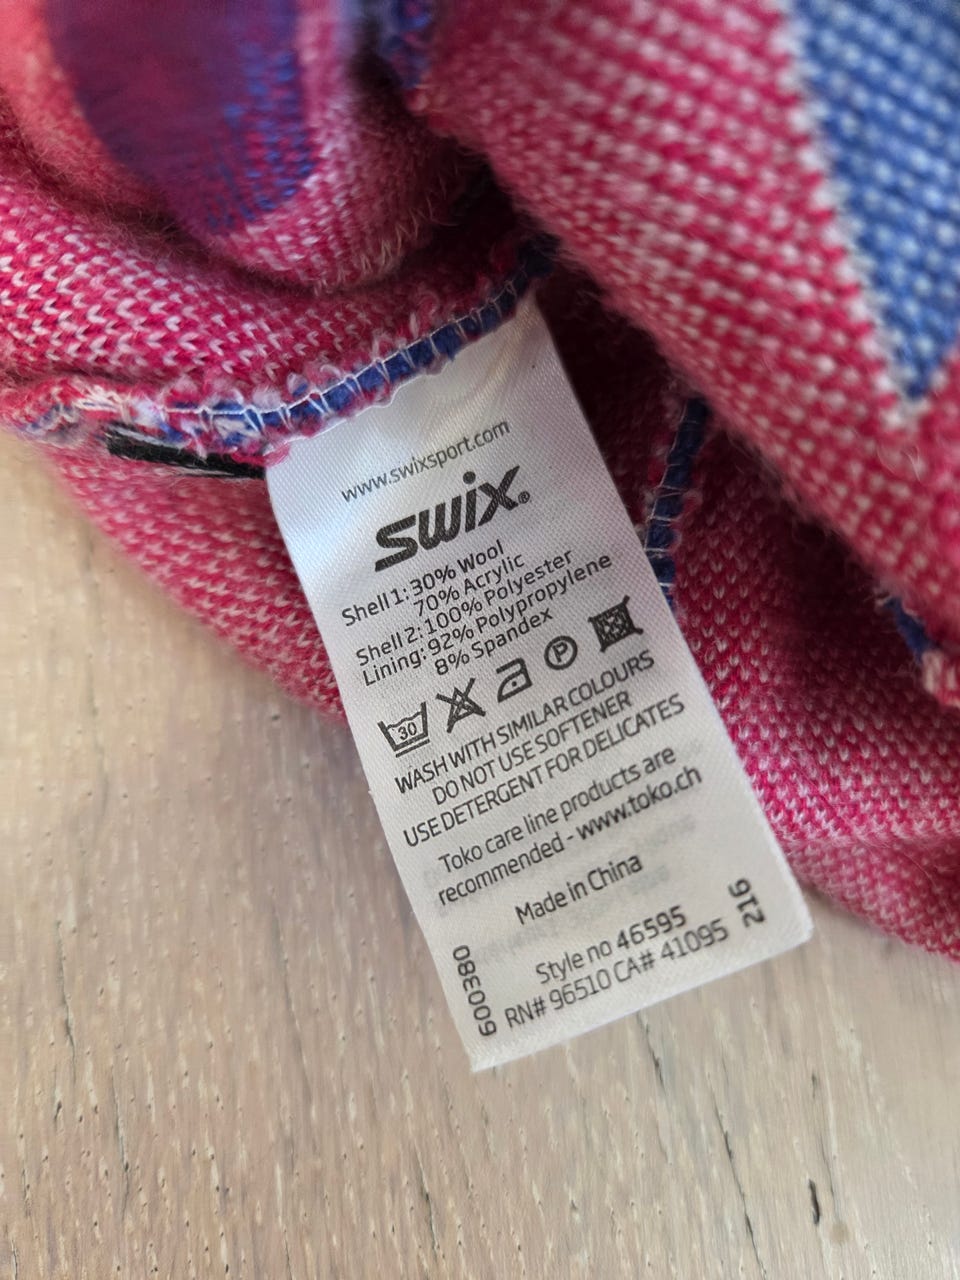 www.swixsport.com
swix®
Shell 1: 30% Wool
70% Acrylic
Shell 2: 100% Polyester
Lining: 92% Polypropylene
8% Spandex
30 P
WASH WITH SIMILAR COLOURS
DO NOT USE SOFTENER
USE DETERGENT FOR DELICATES
Toko care line products are
recommended - www.toko.ch
Made in China
Style no 46595
RN# 96510 CA# 41095
600380
216